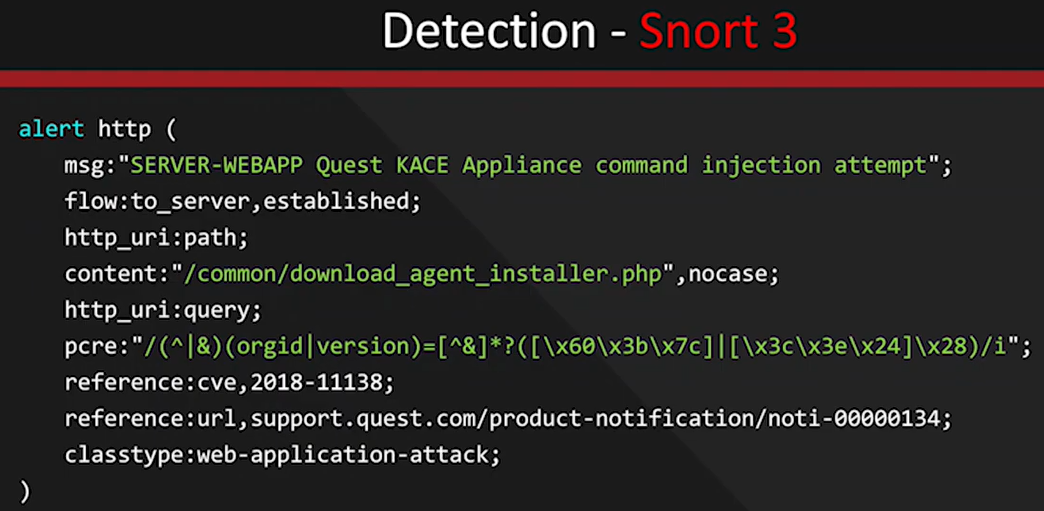 Detection - Snort 3
alert http (
msg:"SERVER-WEBAPP Quest KACE Appliance command injection attempt";
flow:to_server,established;
http_uri:path;
content:"/common/download_agent_installer.php",nocase;
http_uri:query;
pcre:"/(^|&)(orgid|version)=[^&]*?([\x60\x3b\x7c]|[\x3c\x3e\x24]\x28)/i";
reference:cve,2018-11138;
reference:url,support.quest.com/product-notification/noti-00000134;
classtype:web-application-attack;
)